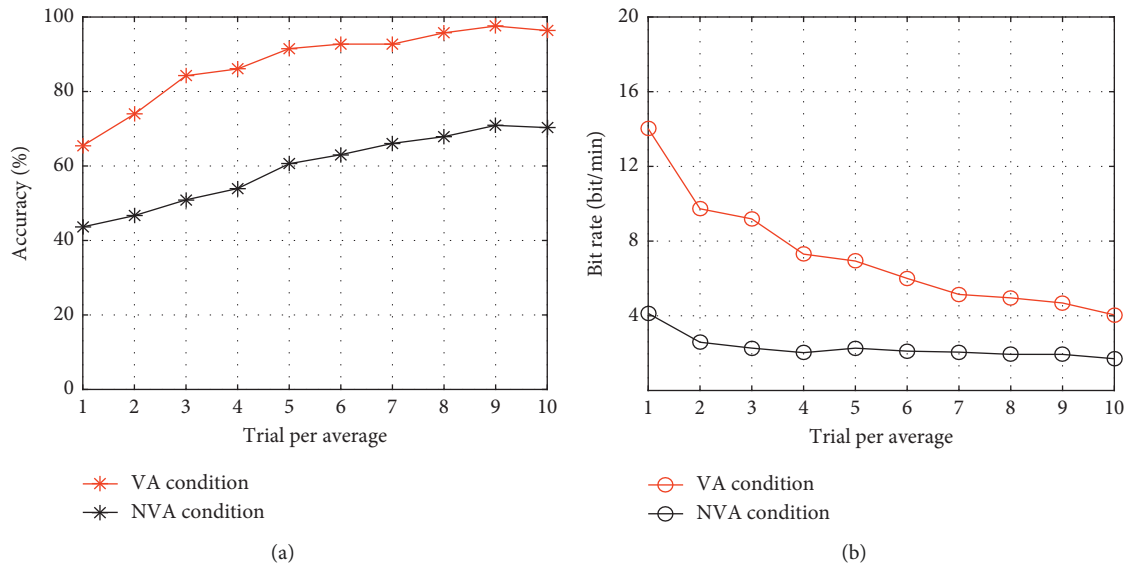 100
80
60
40
20
0
Accuracy (%)
1 2 3 4 5 6 7 8 9 10
Trial per average
VA condition
NVA condition
(a)
20
16
12
8
4
Bit rate (bit/min)
1 2 3 4 5 6 7 8 9 10
Trial per average
VA condition
NVA condition
(b)